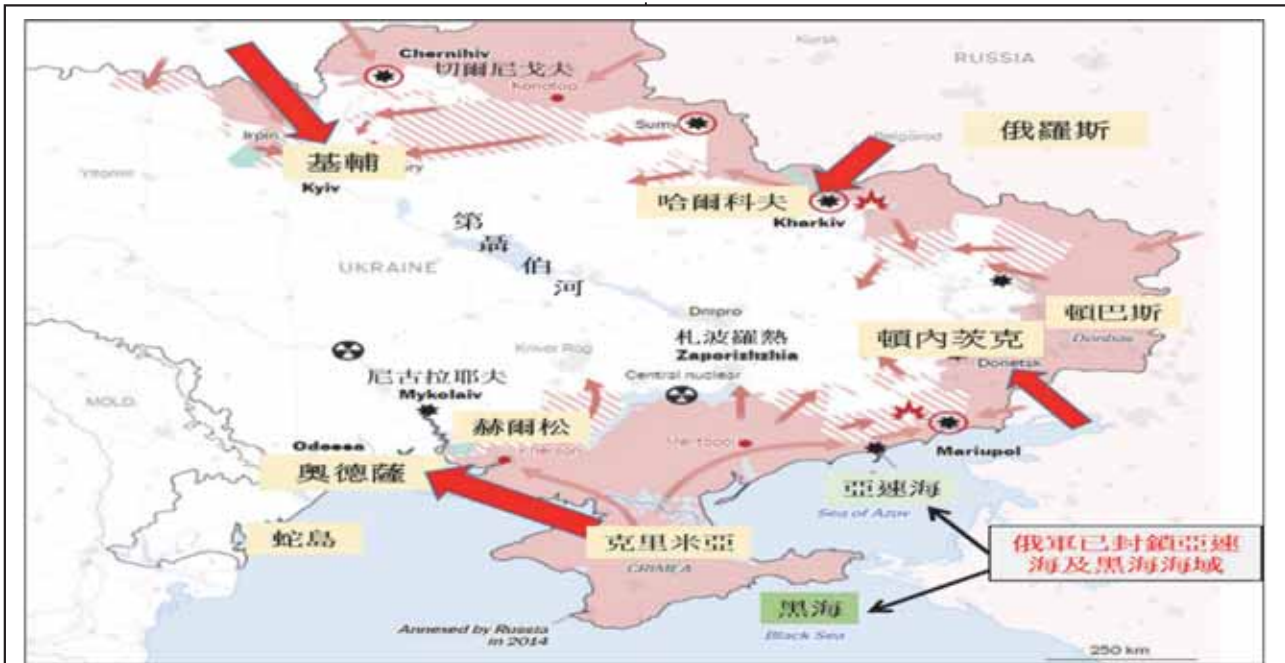 Kursk
RUSSIA
Chernihiv
切爾尼戈夫
Konotop
Sumy
俄羅斯
Belgorod
Irpin
基輔
Kyiv
哈爾科夫
Kharkiv
第
聶
伯
河
UKRAINE
Dnipro
頓巴斯
Donbas
札波羅熱
Zaporizhzhia
頓內茨克
Donetsk
Kriver Rog
Central nuclear
尼古拉耶夫
Mykolaiv
MOLD.
赫爾松
Kherson
Odessa
奧德薩
Mariupol
亞速海
Sea of Azov
蛇島
克里米亞
CRIMEA
俄軍已封鎖亞速
海及黑海海域
黑海
Black Sea
Annexed by Russia
in 2014
250 km